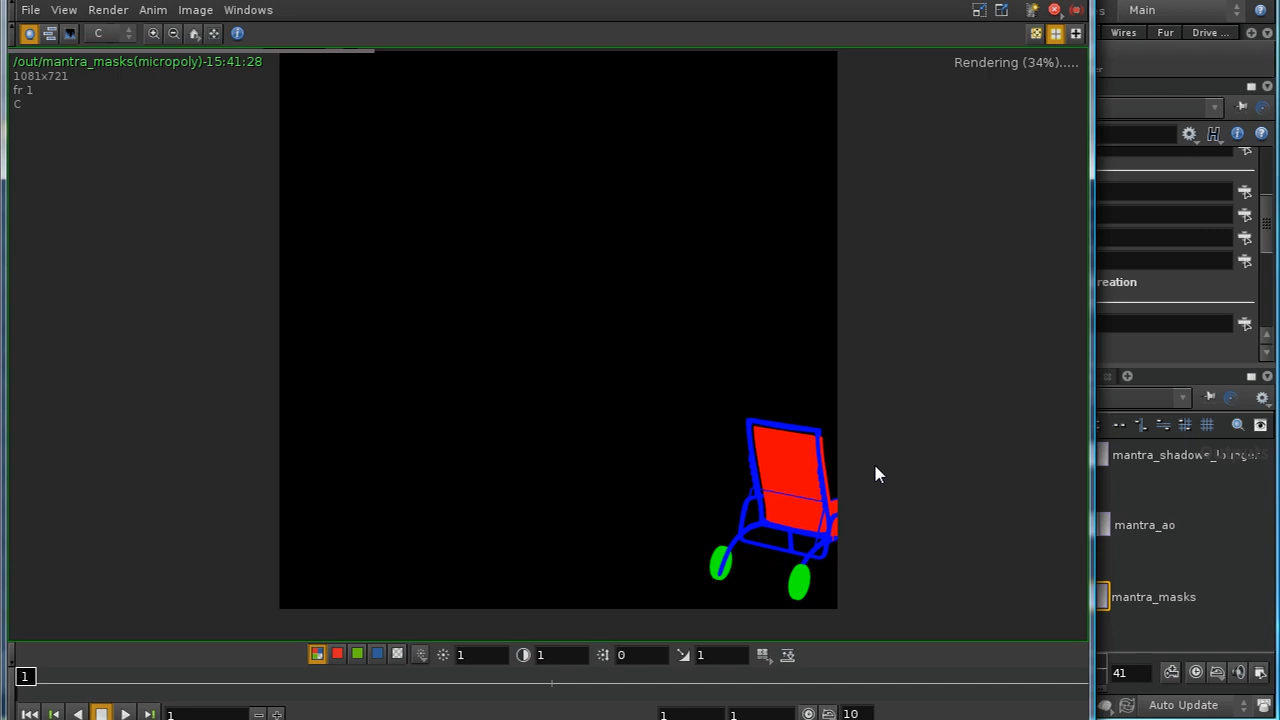 File View Render Anim Image Windows
Main
C
Wires Fur Drive ...
/out/mantra_masks(micropoly)-15:41:28
Rendering (34%).....
1081x721
fr 1
C
reation
mantra_shadows_lounge
mantra_ao
mantra_masks
1 1 0 1
41
1
1 1 1 10
Auto Update